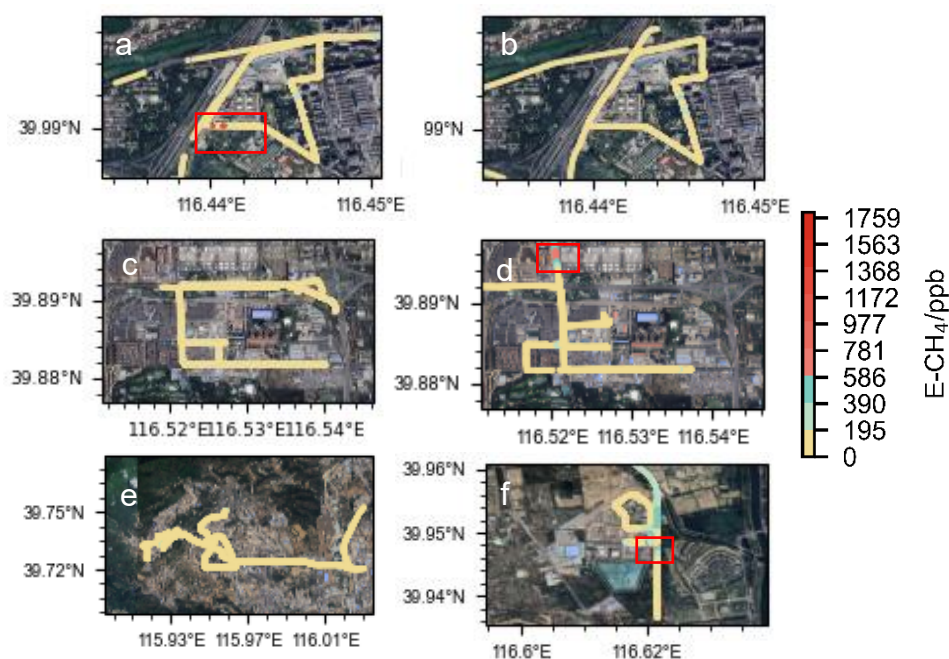 a
39.99°N
116.44°E
116.45°E
b
99°N
116.44°E
116.45°E
c
39.89°N
39.88°N
116.52°E
116.53°E
116.54°E
d
39.89°N
39.88°N
116.52°E
116.53°E
116.54°E
e
39.75°N
39.72°N
115.93°E
115.97°E
116.01°E
f
39.96°N
39.95°N
39.94°N
116.6°E
116.62°E
1759
1563
1368
1172
977
781
586
390
195
0
E-CH₄/ppb